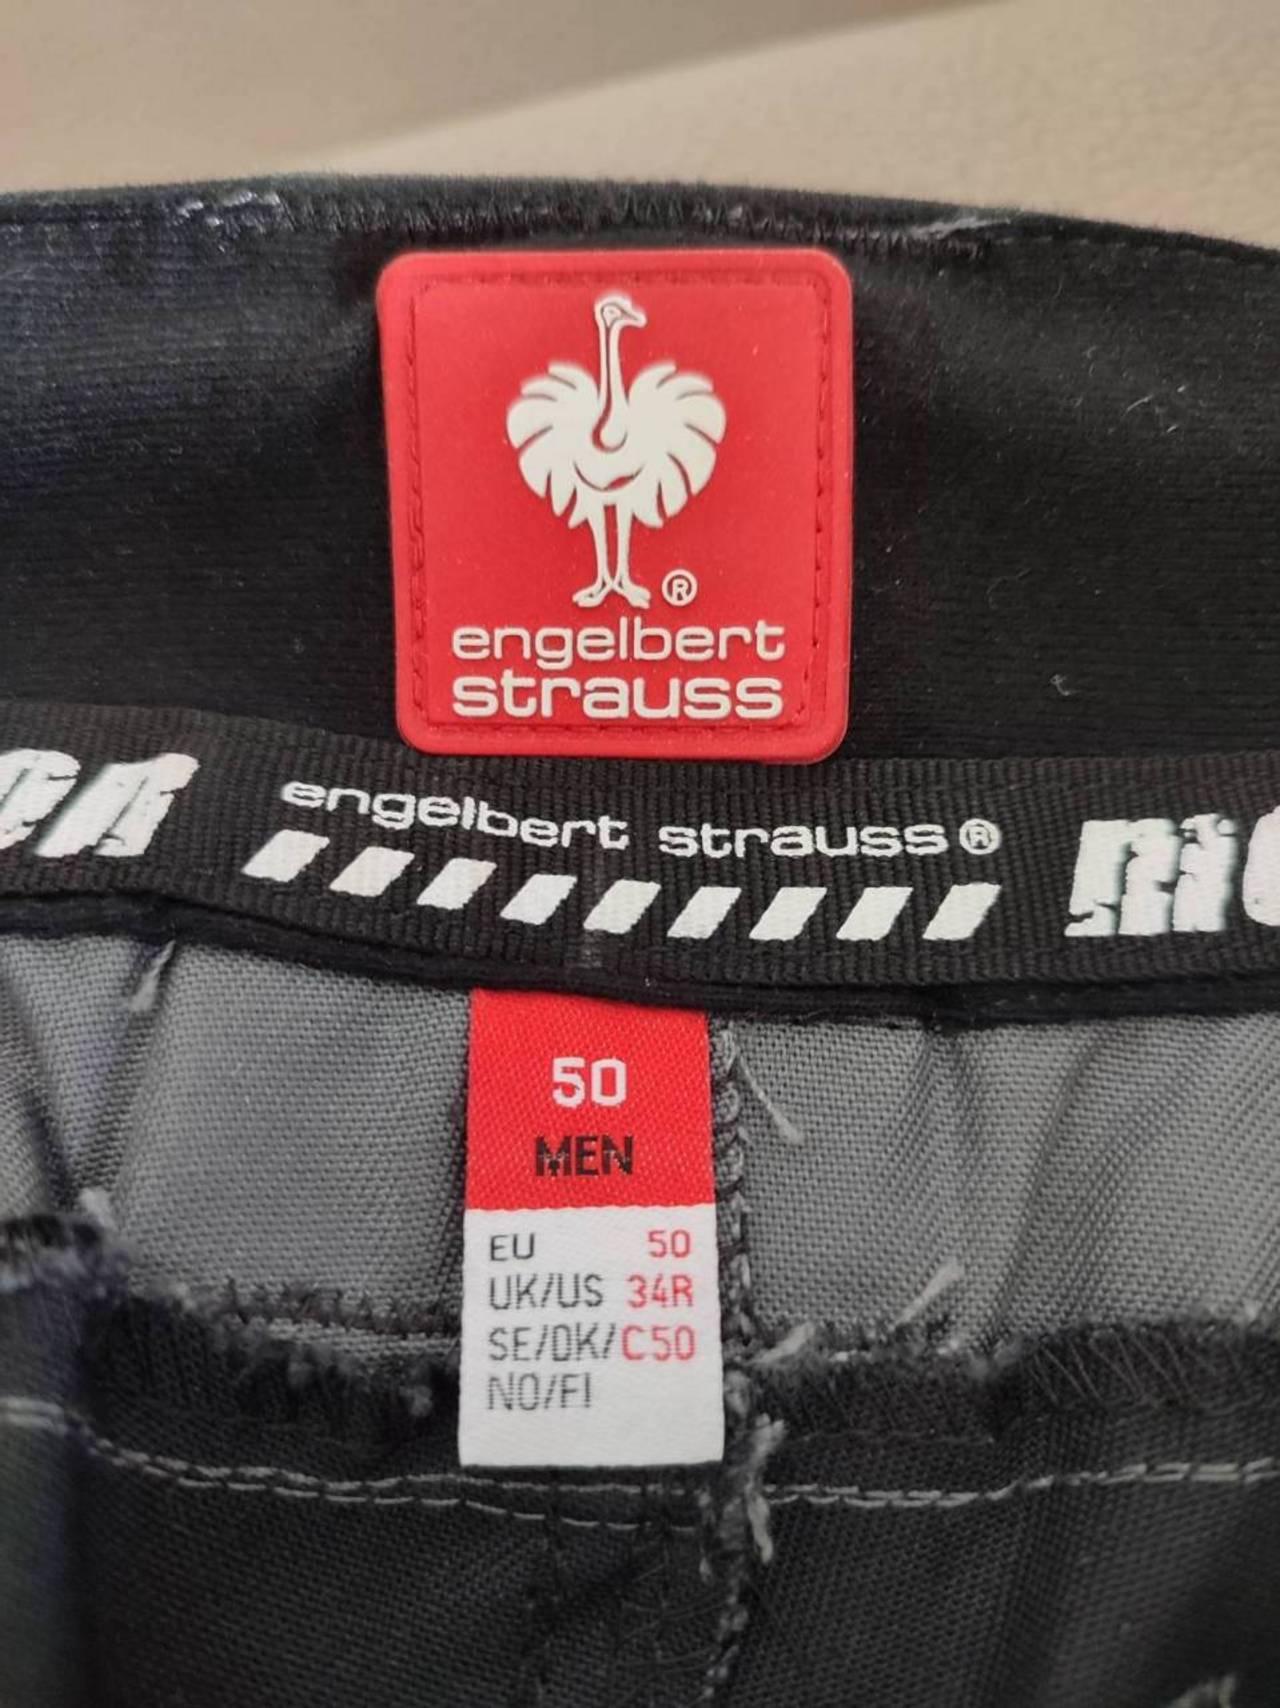 ®
engelbert
strauss
engelbert strauss®
50
MEN
EU 50
UK/US 34R
SE/DK/ C50
NO/FI